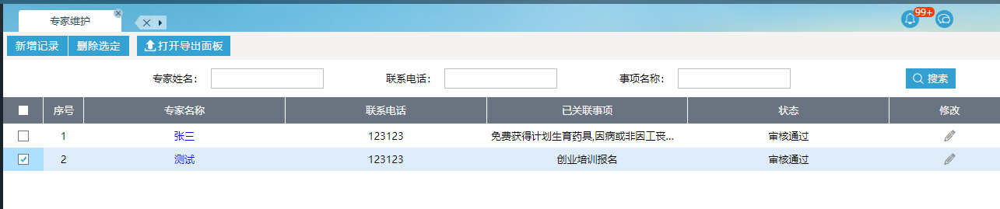 专家维护
99+
新增记录 删除选定 打开导出面板
专家姓名： 联系电话： 事项名称： 搜索
序号 专家名称 联系电话 已关联事项 状态 修改
1 张三 123123 免费获得计划生育药具,因病或非因工丧... 审核通过
2 测试 123123 创业培训报名 审核通过